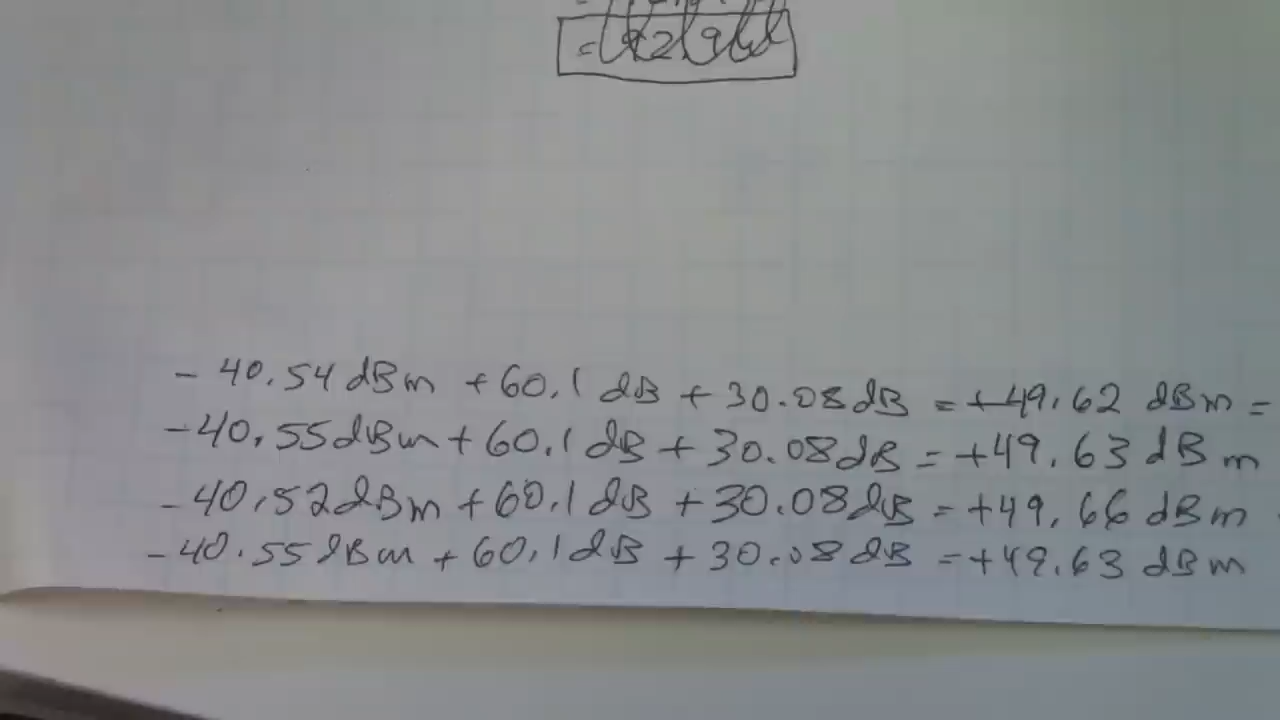 - 40.54 dBm + 60.1 dB + 30.08 dB = +49.62 dBm =
- 40.55 dBm + 60.1 dB + 30.08 dB = +49.63 dBm
- 40.52 dBm + 60.1 dB + 30.08 dB = +49.66 dBm
- 40.55 dBm + 60.1 dB + 30.08 dB = +49.63 dBm